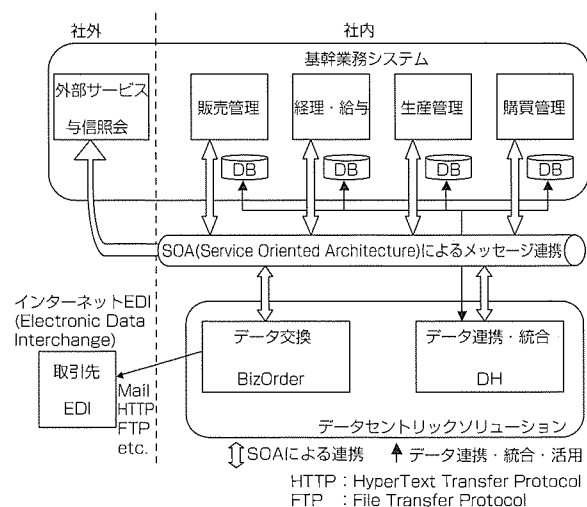 社外
社内
基幹業務システム
外部サービス
与信照会
販売管理
経理・給与
生産管理
購買管理
DB
DB
DB
DB
SOA(Service Oriented Architecture)によるメッセージ連携
インターネットEDI
(Electronic Data
Interchange)
取引先
EDI
Mail
HTTP
FTP
etc.
データ交換
BizOrder
データ連携・統合
DH
データセントリックソリューション
SOAによる連携
データ連携・統合・活用
HTTP：HyperText Transfer Protocol
FTP ：File Transfer Protocol